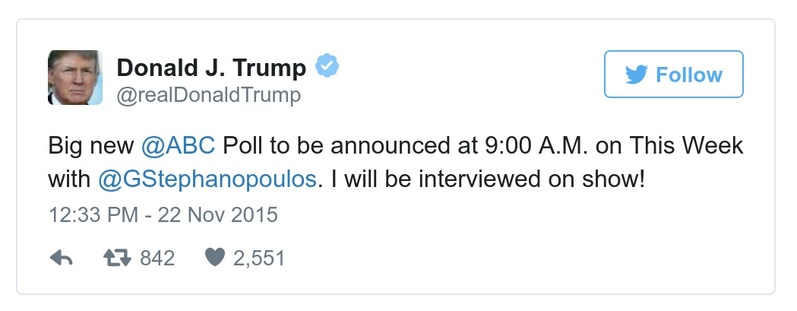 Donald J. Trump
@realDonaldTrump
Follow
Big new @ABC Poll to be announced at 9:00 A.M. on This Week
with @GStephanopoulos. I will be interviewed on show!
12:33 PM - 22 Nov 2015
842 2,551